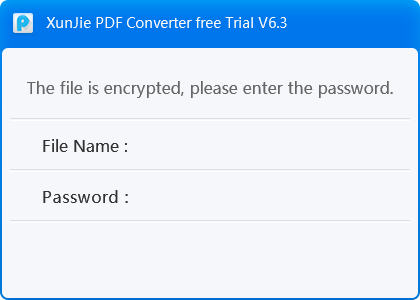 XunJie PDF Converter free Trial V6.3
The file is encrypted, please enter the password.
File Name :
Password :